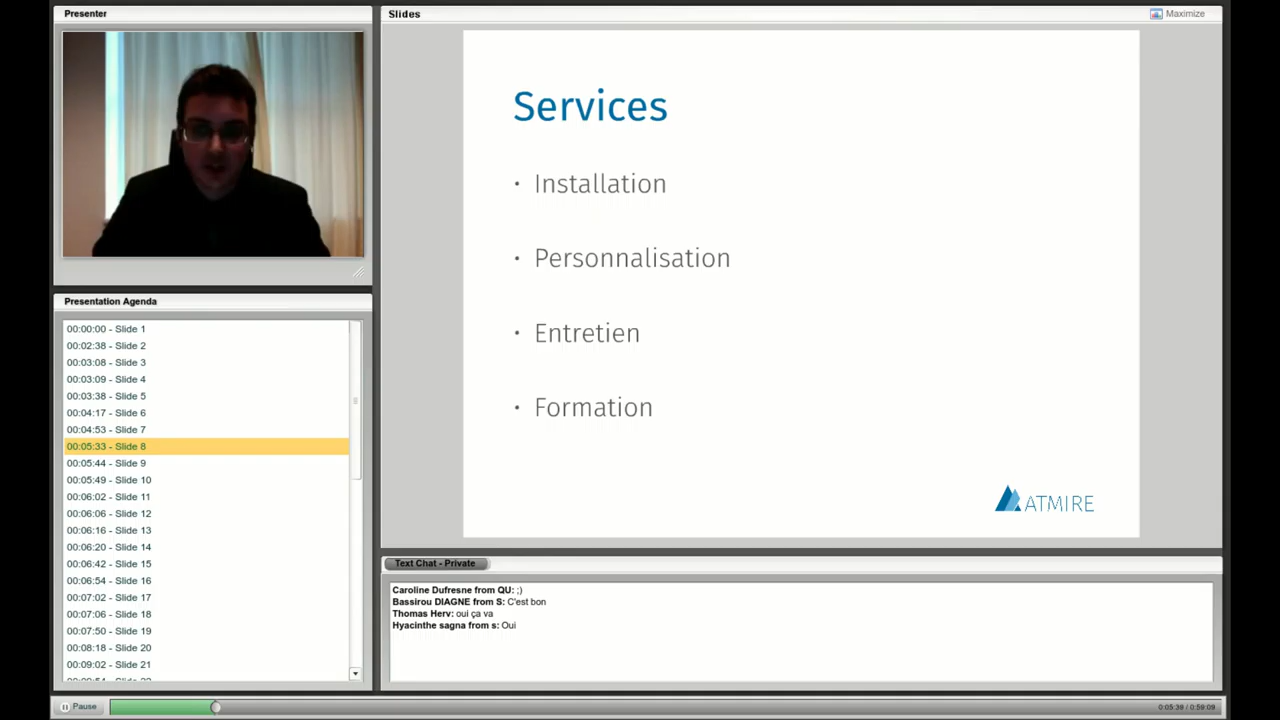 Presenter
Slides
Maximize
Services
• Installation
• Personnalisation
• Entretien
• Formation
ATMIRE
Presentation Agenda
00:00:00 - Slide 1
00:02:38 - Slide 2
00:03:08 - Slide 3
00:03:09 - Slide 4
00:03:38 - Slide 5
00:04:17 - Slide 6
00:04:53 - Slide 7
00:05:33 - Slide 8
00:05:44 - Slide 9
00:05:49 - Slide 10
00:06:02 - Slide 11
00:06:06 - Slide 12
00:06:16 - Slide 13
00:06:20 - Slide 14
00:06:42 - Slide 15
00:06:54 - Slide 16
00:07:02 - Slide 17
00:07:06 - Slide 18
00:07:50 - Slide 19
00:08:18 - Slide 20
00:09:02 - Slide 21
Text Chat - Private
Caroline Dufresne from QU: ;)
Bassirou DIAGNE from S: C'est bon
Thomas Herv: oui ça va
Hyacinthe sagna from s: Oui
Pause
0:05:39 / 0:59:09